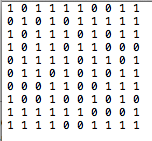 1 0 1 1 1 1 0 0 1 1
0 1 0 1 0 1 1 0 1 1
1 0 1 1 0 1 0 1 1 1
1 0 1 1 0 1 1 0 0 0
0 1 1 1 0 1 0 1 1 1
0 1 1 0 1 0 1 0 1 1
0 0 0 1 0 1 1 0 1 1
1 0 0 1 0 0 1 0 1 0
1 1 1 1 1 1 0 0 0 1
1 1 1 1 0 0 1 1 1 1